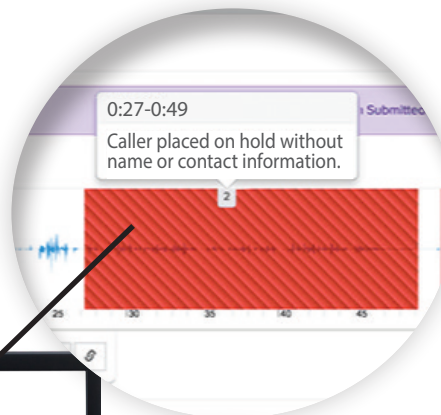 0:27-0:49
Submitted
Caller placed on hold without
name or contact information.
2
25 30 35 40 45